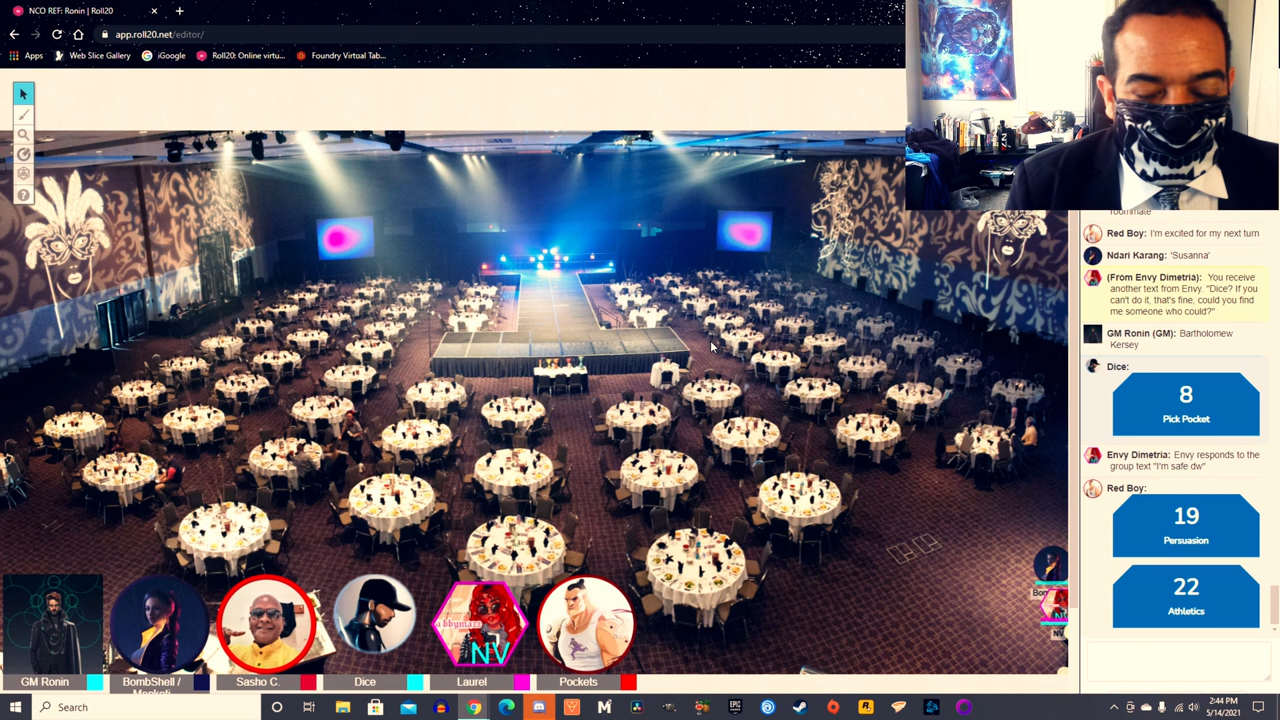 NCO REF: Ronin | Roll20
app.roll20.net/editor/
Apps
Web Slice Gallery
iGoogle
Roll20: Online virtu...
Foundry Virtual Tab...
roommate
Red Boy: I'm excited for my next turn
Ndari Karang: 'Susanna'
(From Envy Dimetria): You receive
another text from Envy "Dice? If you
can't do it, that's fine, could you find
me someone who could?"
GM Ronin (GM): Bartholomew
Kersey
Dice:
8
Pick Pocket
Envy Dimetria: Envy responds to the
group text "I'm safe dw"
Red Boy:
19
Persuasion
22
Athletics
NV
NV
GM Ronin
BombShell /
Sasho C.
Dice
Laurel
Pockets
Search
EPIC
2:44 PM
5/14/2021